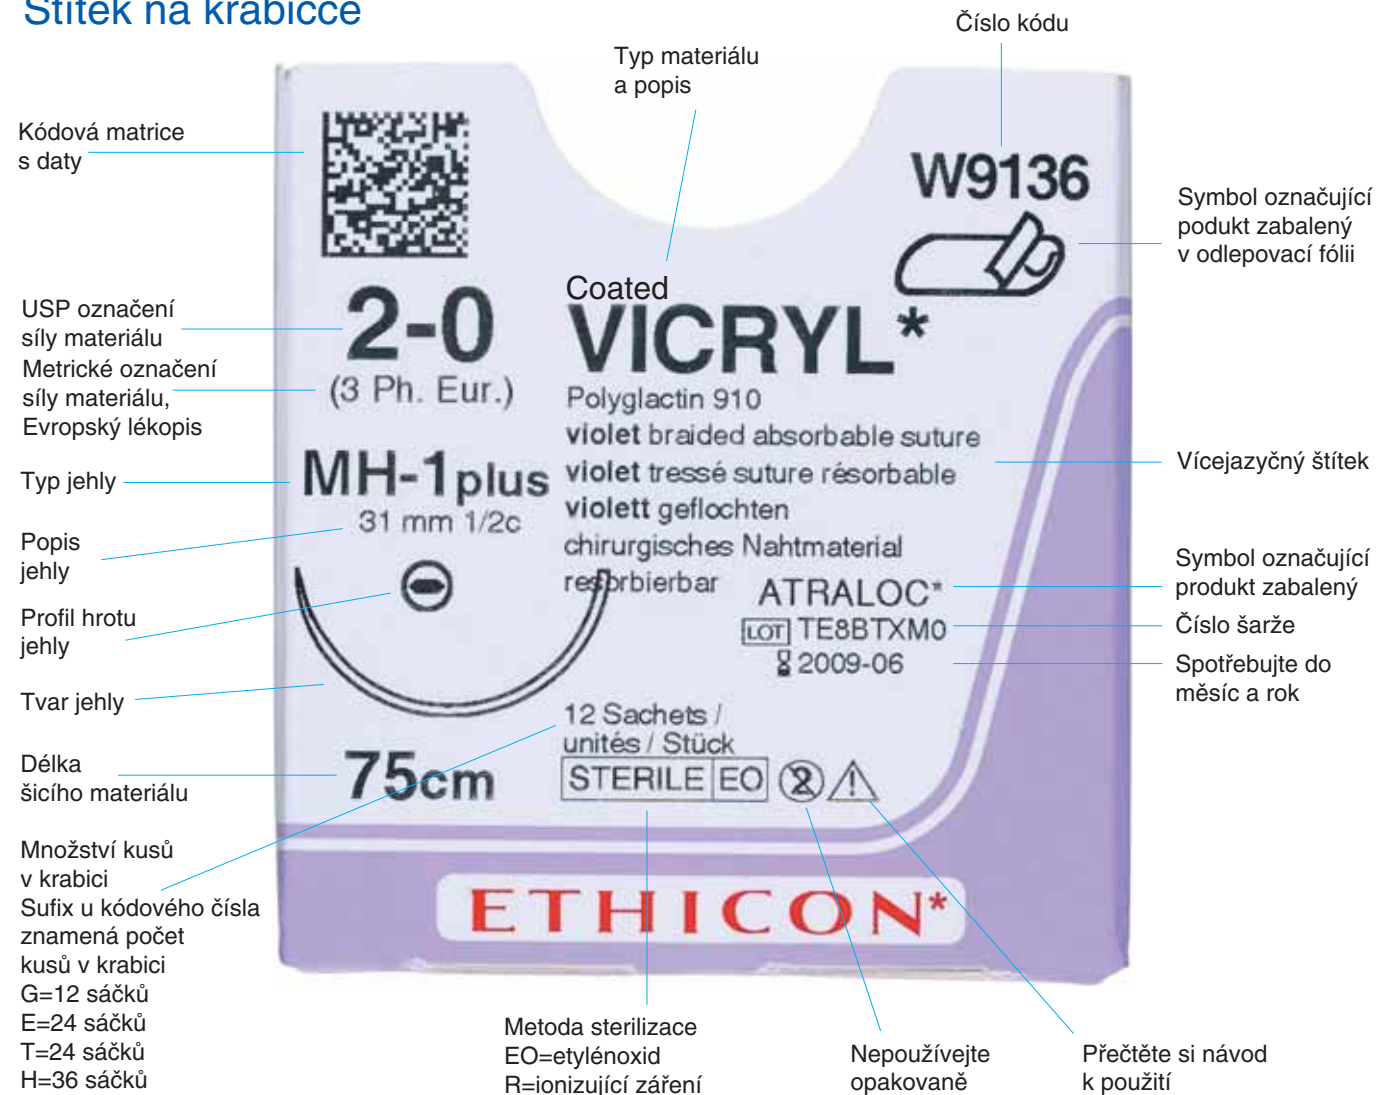 Štítek na krabičce
Číslo kódu
Typ materiálu
a popis
Kódová matrice
s daty
W9136
Symbol označující
podukt zabalený
v odlepovací fólii
USP označení
síly materiálu
Metrické označení
síly materiálu,
Evropský lékopis
2-0
(3 Ph. Eur.)
Coated
VICRYL*
Polyglactin 910
violet braided absorbable suture
violet tressé suture résorbable
violett geflochten
chirurgisches Nahtmaterial
resorbierbar
Vícejazyčný štítek
Typ jehly
MH-1plus
31 mm 1/2c
Popis
jehly
Profil hrotu
jehly
Tvar jehly
ATRALOC*
LOT TE8BTXM0
2009-06
Symbol označující
produkt zabalený
Číslo šarže
Spotřebujte do
měsíc a rok
12 Sachets /
unités / Stück
STERILE EO 2
Délka
šicího materiálu
75cm
Množství kusů
v krabici
Sufix u kódového čísla
znamená počet
kusů v krabici
G=12 sáčků
E=24 sáčků
T=24 sáčků
H=36 sáčků
ETHICON*
Metoda sterilizace
EO=etylénoxid
R=ionizující záření
Nepoužívejte
opakovaně
Přečtěte si návod
k použití